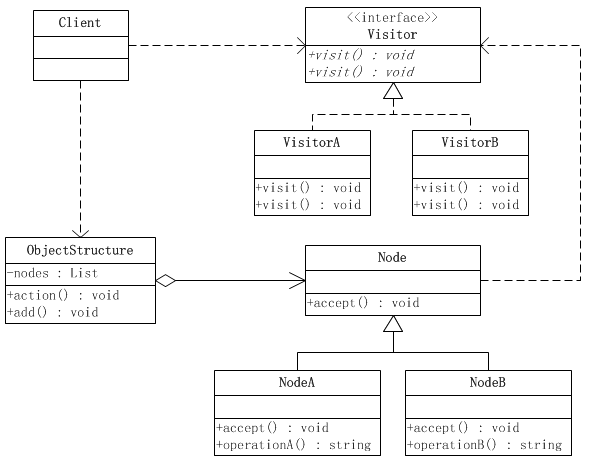 Client
<<interface>>
Visitor
+visit() : void
+visit() : void
VisitorA
+visit() : void
+visit() : void
VisitorB
+visit() : void
+visit() : void
ObjectStructure
-nodes : List
+action() : void
+add() : void
Node
+accept() : void
NodeA
+accept() : void
+operationA() : string
NodeB
+accept() : void
+operationB() : string